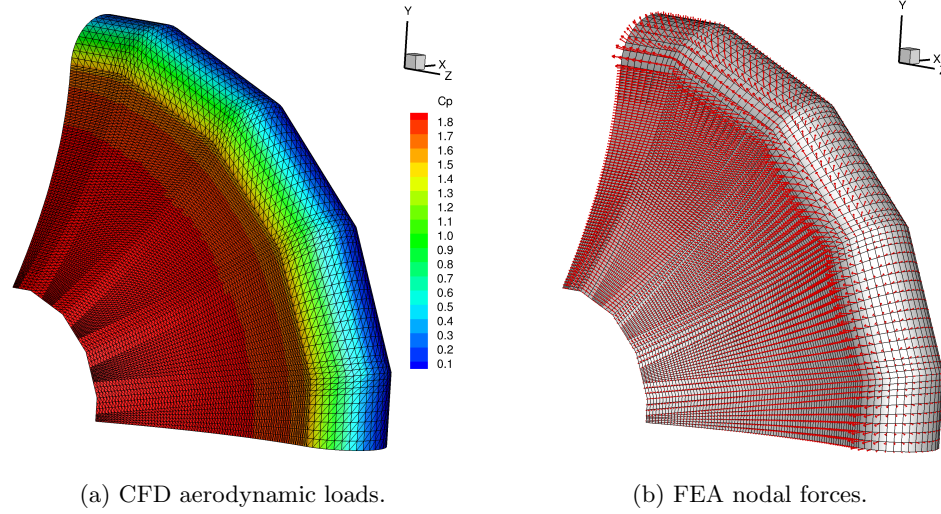 Y
X
Z
Cp
1.8
1.7
1.6
1.5
1.4
1.3
1.2
1.1
1.0
0.9
0.8
0.7
0.6
0.5
0.4
0.3
0.2
0.1
Y
X
Z
(a) CFD aerodynamic loads.
(b) FEA nodal forces.